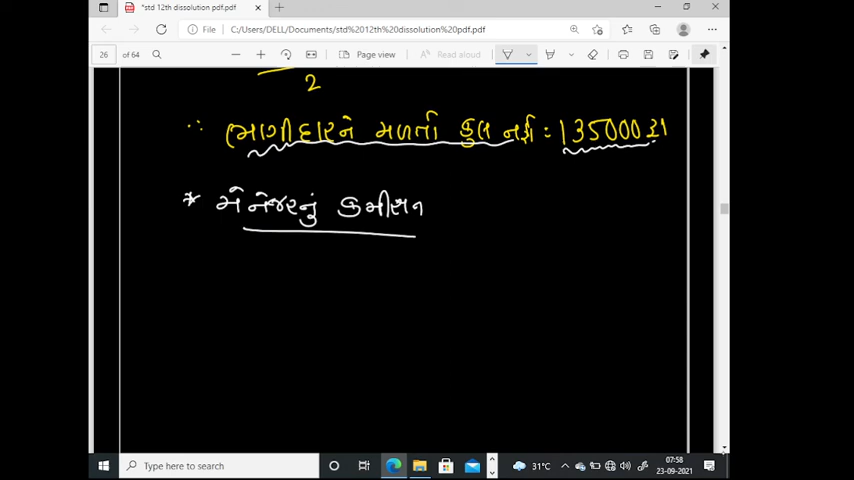 *std 12th dissolution pdf.pdf
File C:/Users/DELL/Documents/std%2012th%20dissolution%20pdf.pdf
26 of 64 Page view Read aloud
2
∴ ભાગીદારને મળતો કુલ નફો = 135000 રૂા
* મેનેજરનું કમીસન
Type here to search 31°C 07:58
23-09-2021